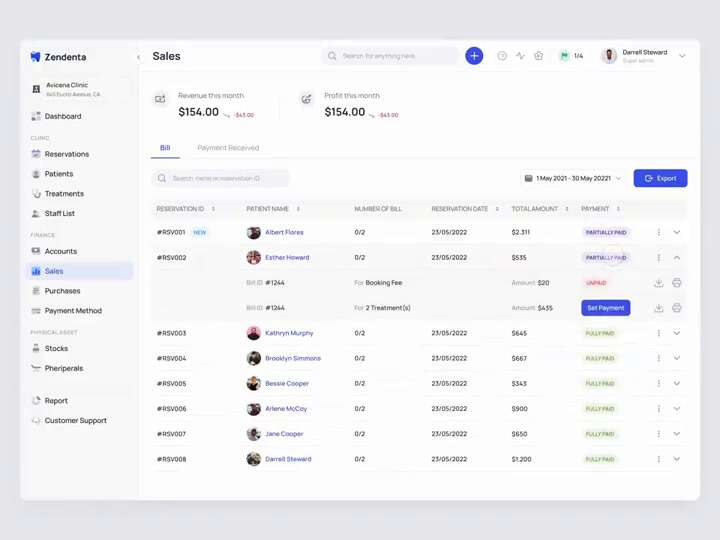 Zendenta
Sales
Search for anything here...
1/4
Darrell Steward
Super admin
Avicena Clinic
845 Euclid Avenue, CA
Dashboard
CLINIC
Reservations
Patients
Treatments
Staff List
FINANCE
Accounts
Sales
Purchases
Payment Method
PHYSICAL ASSET
Stocks
Pheriperals
Report
Customer Support
Revenue this month
$154.00 -$43.00
Profit this month
$154.00 -$43.00
Bill Payment Received
Search name or reservation ID
1 May 2021 - 30 May 20221
Export
RESERVATION ID PATIENT NAME NUMBER OF BILL RESERVATION DATE TOTAL AMOUNT PAYMENT
#RSV001 NEW Albert Flores 0/2 23/05/2022 $2.311 PARTIALLY PAID
#RSV002 Esther Howard 0/2 23/05/2022 $535 PARTIALLY PAID
Bill ID #1244 For Booking Fee Amount $20 UNPAID
Bill ID #1244 For 2 Treatment(s) Amount $435 Set Payment
#RSV003 Kathryn Murphy 0/2 23/05/2022 $645 FULLY PAID
#RSV004 Brooklyn Simmons 0/2 23/05/2022 $667 FULLY PAID
#RSV005 Bessie Cooper 0/2 23/05/2022 $343 FULLY PAID
#RSV006 Arlene McCoy 0/2 23/05/2022 $900 FULLY PAID
#RSV007 Jane Cooper 0/2 23/05/2022 $650 FULLY PAID
#RSV008 Darrell Steward 0/2 23/05/2022 $1,200 FULLY PAID